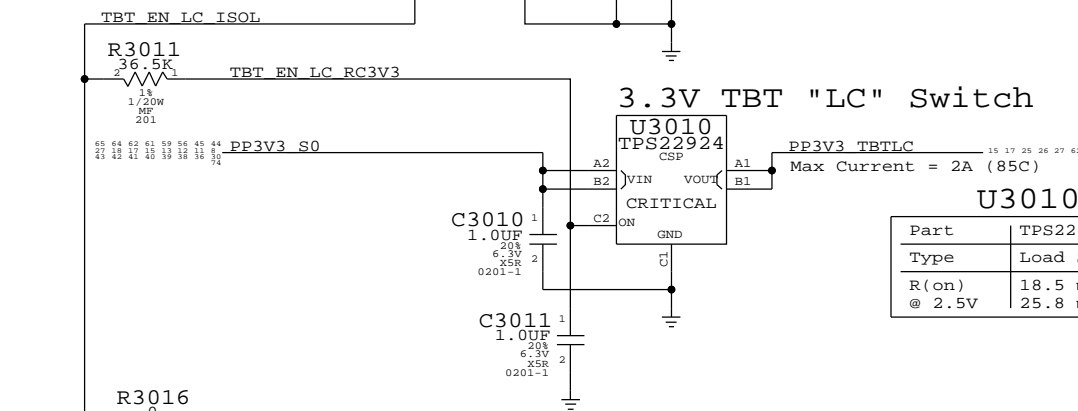 TBT_EN_LC_ISOL
R3011
36.5K
2 1
1%
1/20W
MF
201
TBT_EN_LC_RC3V3
3.3V TBT "LC" Switch
U3010
TPS22924
CSP
65 64 62 61 59 56 45 44
27 18 17 15 13 12 11 8
43 42 41 40 39 38 36 30
74
PP3V3_S0
PP3V3_TBTLC
15 17 25 26 27
Max Current = 2A (85C)
A2
B2
VIN
VOUT
A1
B1
CRITICAL
C2
ON
GND
C1
C3010
1.0UF
20%
6.3V
X5R
0201-1
1
2
U3010
Part TPS22
Type Load
R(on) 18.5
@ 2.5V 25.8
C3011
1.0UF
20%
6.3V
X5R
0201-1
1
2
R3016